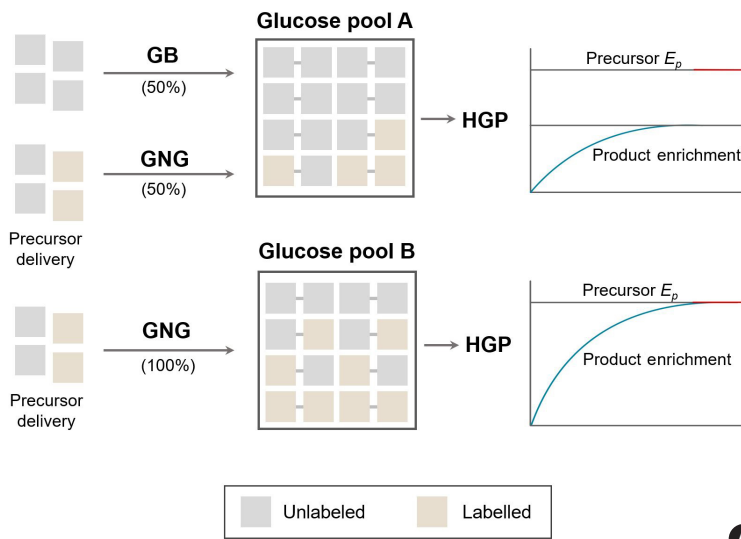 Glucose pool A
GB
(50%)
GNG
(50%)
Precursor
delivery
HGP
Precursor Ep
Product enrichment
Glucose pool B
GNG
(100%)
Precursor
delivery
HGP
Precursor Ep
Product enrichment
Unlabeled
Labelled